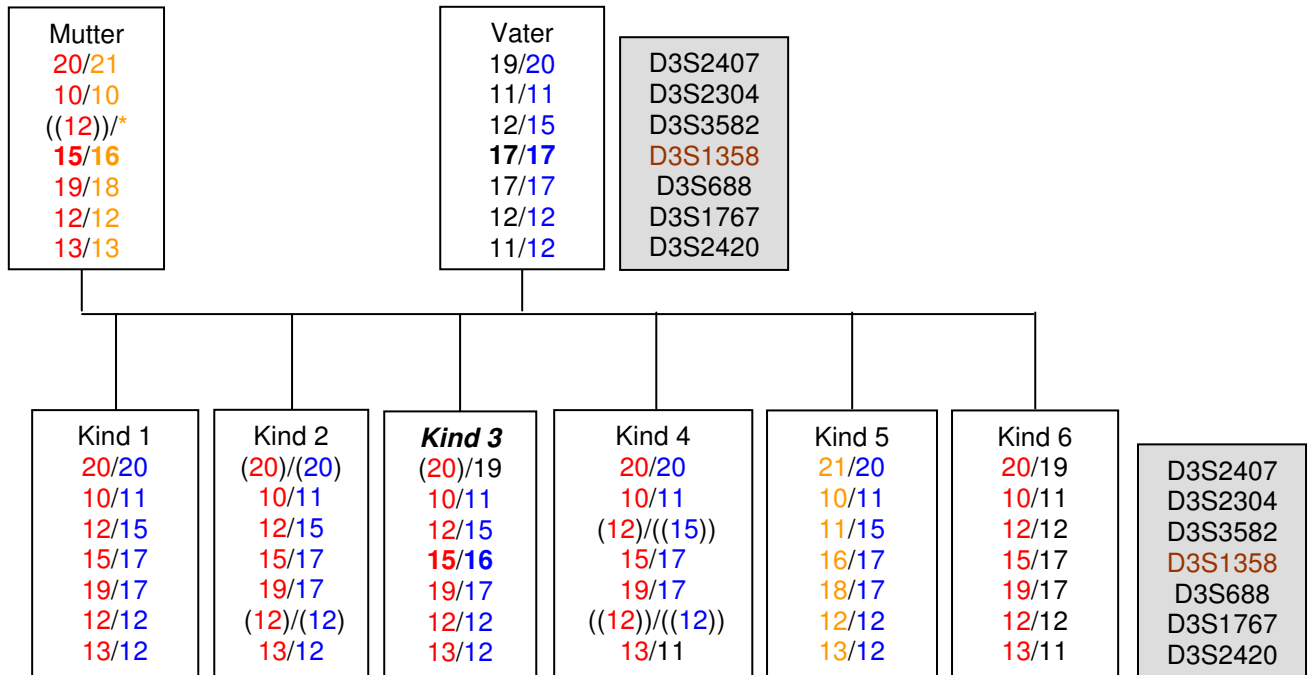 Mutter
20/21
10/10
((12))/*
15/16
19/18
12/12
13/13
Vater
19/20
11/11
12/15
17/17
17/17
12/12
11/12
D3S2407
D3S2304
D3S3582
D3S1358
D3S688
D3S1767
D3S2420
Kind 1
20/20
10/11
12/15
15/17
19/17
12/12
13/12
Kind 2
(20)/(20)
10/11
12/15
15/17
19/17
(12)/(12)
13/12
Kind 3
(20)/19
10/11
12/15
15/16
19/17
12/12
13/12
Kind 4
20/20
10/11
(12)/((15))
15/17
19/17
((12))/((12))
13/11
Kind 5
21/20
10/11
11/15
16/17
18/17
12/12
13/12
Kind 6
20/19
10/11
12/12
15/17
19/17
12/12
13/11
D3S2407
D3S2304
D3S3582
D3S1358
D3S688
D3S1767
D3S2420